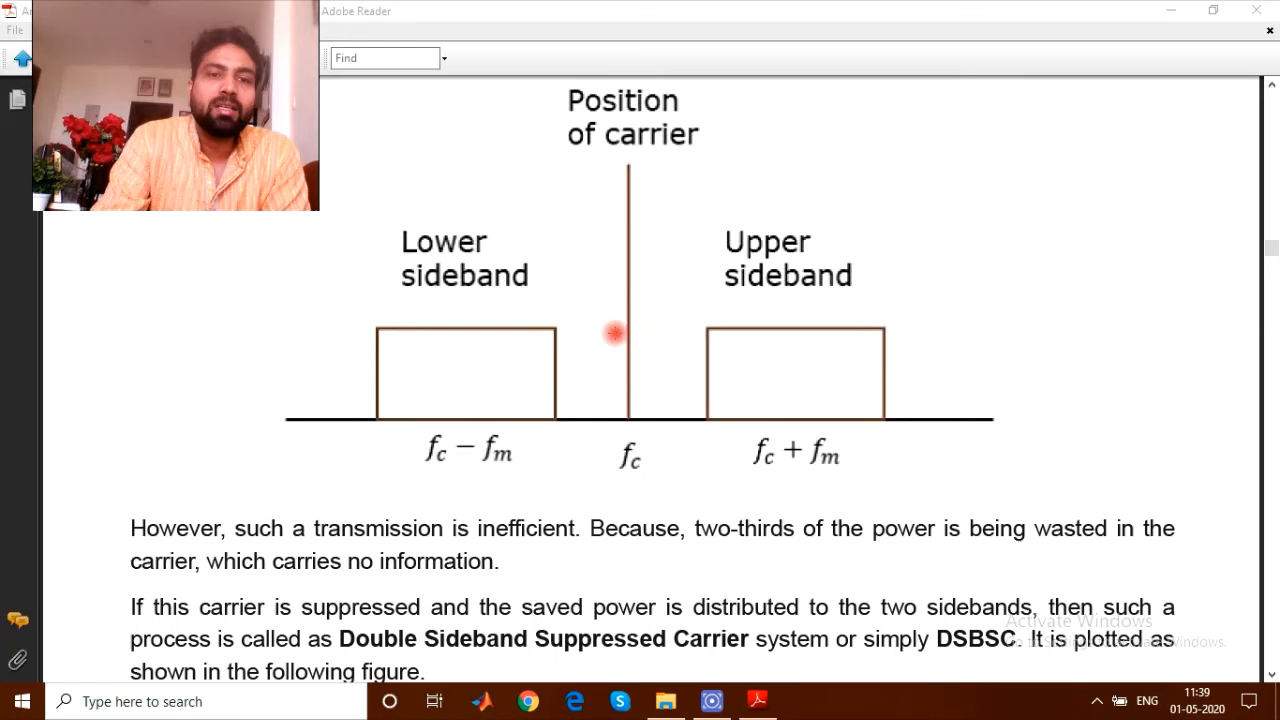 Adobe Reader
File
Find
Position
of carrier
Lower
sideband
Upper
sideband
fc − fm
fc
fc + fm
However, such a transmission is inefficient. Because, two-thirds of the power is being wasted in the
carrier, which carries no information.
If this carrier is suppressed and the saved power is distributed to the two sidebands, then such a
process is called as Double Sideband Suppressed Carrier system or simply DSBSC. It is plotted as
shown in the following figure.
Activate Windows
Type here to search
ENG
11:39
01-05-2020